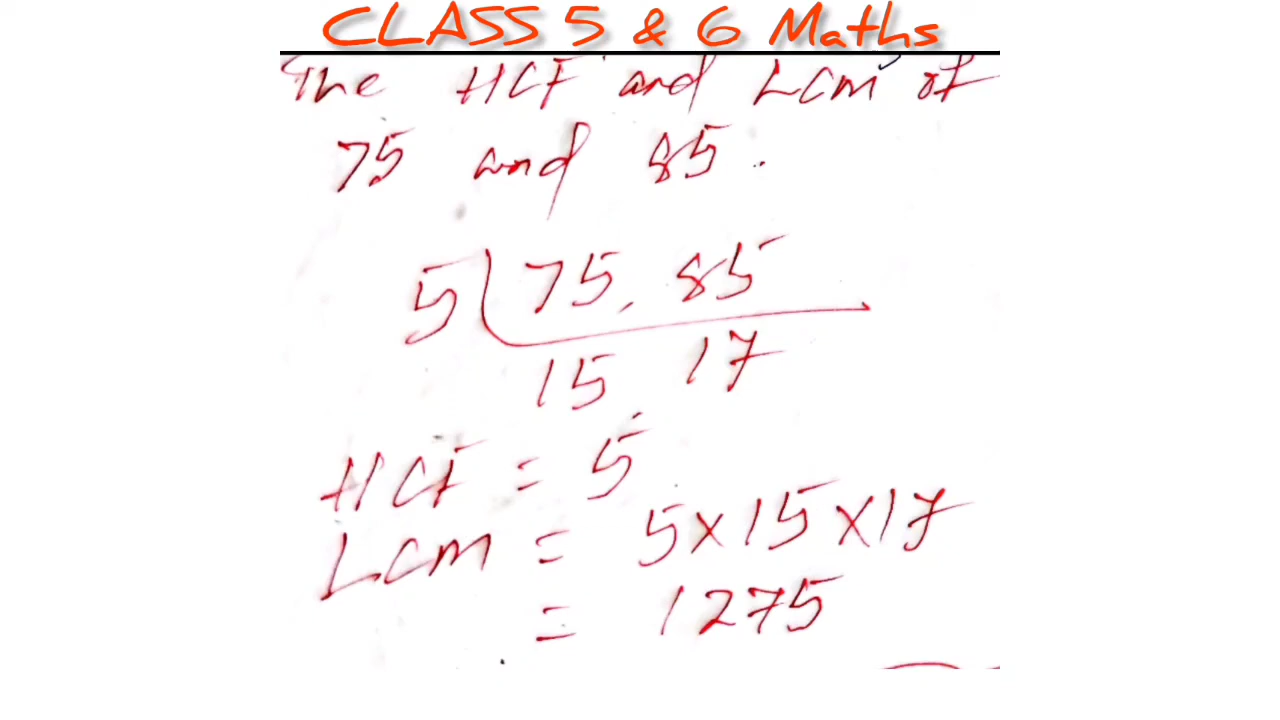 CLASS 5 & 6 Maths
The HCF and LCM of
75 and 85.
5 ) 75, 85
15 17
HCF = 5
LCM = 5×15×17
= 1275